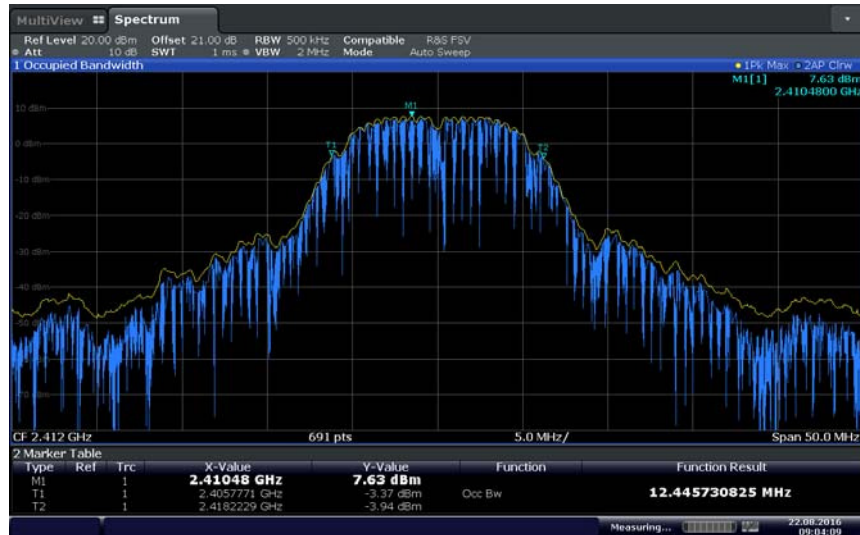 MultiView Spectrum
Ref Level 20.00 dBm Offset 21.00 dB RBW 500 kHz Compatible R&S FSV
Att 10 dB SWT 1 ms VBW 2 MHz Mode Auto Sweep
1 Occupied Bandwidth 1Pk Max 2AP Clrw
M1[1] 7.63 dBm
2.4104800 GHz
M1
10 dBm
0 dBm
T1 T2
-10 dBm
-20 dBm
-30 dBm
-40 dBm
-50 dBm
-70 dBm
CF 2.412 GHz 691 pts 5.0 MHz/ Span 50.0 MHz
2 Marker Table
Type Ref Trc X-Value Y-Value Function Function Result
M1 1 2.41048 GHz 7.63 dBm
T1 1 2.4057771 GHz -3.37 dBm Occ Bw 12.445730825 MHz
T2 1 2.4182229 GHz -3.94 dBm
Measuring... 22.08.2016
09:04:09